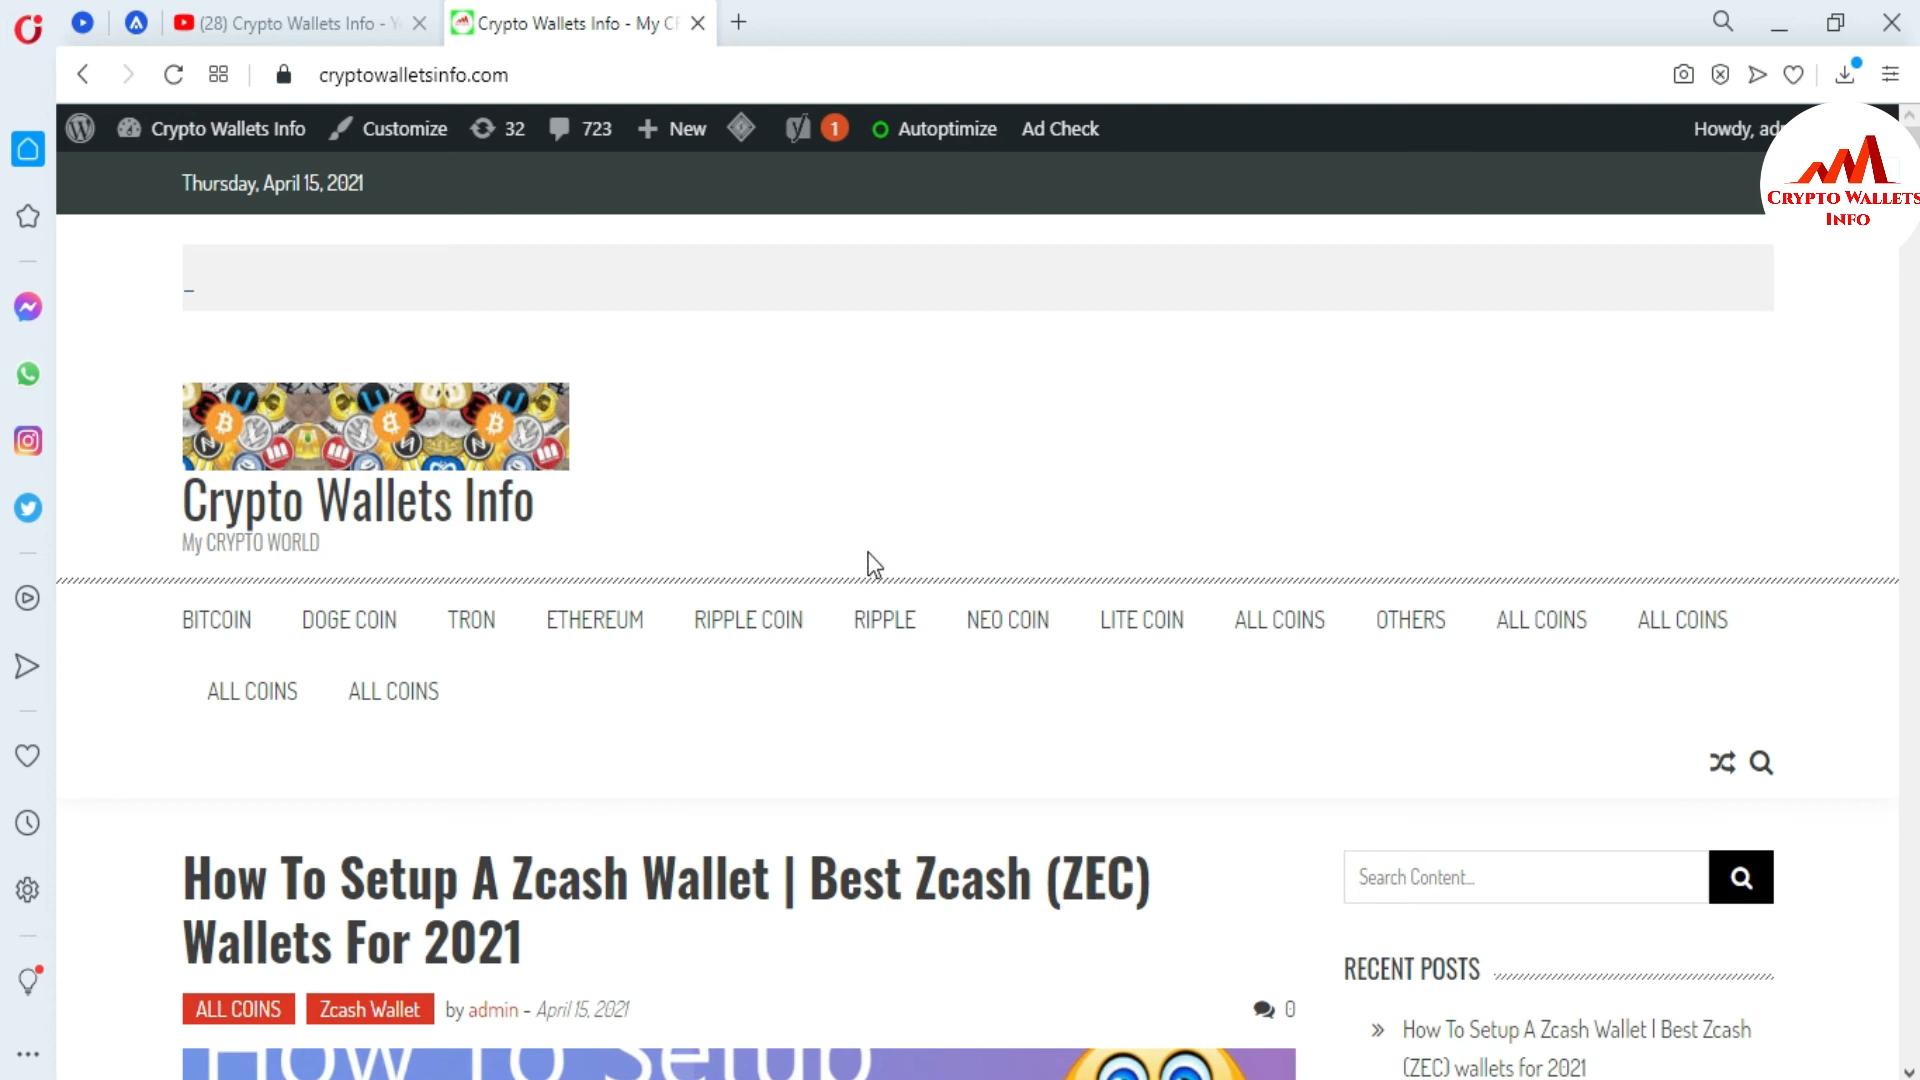 (28) Crypto Wallets Info - Y
Crypto Wallets Info - My C
cryptowalletsinfo.com
Crypto Wallets Info
Customize
32
723
New
1
Autoptimize
Ad Check
Howdy, ad
Thursday, April 15, 2021
CRYPTO WALLETS
INFO
Crypto Wallets Info
My CRYPTO WORLD
BITCOIN
DOGE COIN
TRON
ETHEREUM
RIPPLE COIN
RIPPLE
NEO COIN
LITE COIN
ALL COINS
OTHERS
ALL COINS
ALL COINS
ALL COINS
ALL COINS
How To Setup A Zcash Wallet | Best Zcash (ZEC)
Wallets For 2021
ALL COINS
Zcash Wallet
by admin - April 15, 2021
0
How To Setup
Search Content...
RECENT POSTS
How To Setup A Zcash Wallet | Best Zcash
(ZEC) wallets for 2021